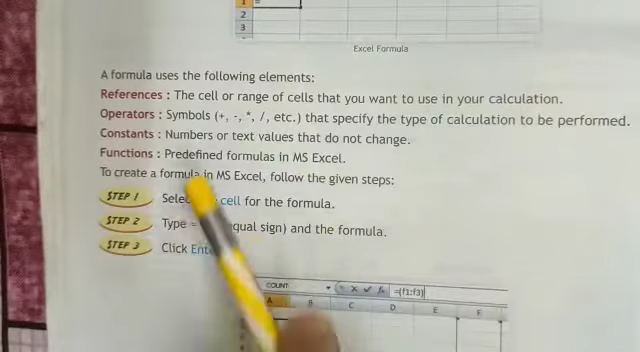 1 =
2
3
Excel Formula
A formula uses the following elements:
References : The cell or range of cells that you want to use in your calculation.
Operators : Symbols (+, -, *, /, etc.) that specify the type of calculation to be performed.
Constants : Numbers or text values that do not change.
Functions : Predefined formulas in MS Excel.
To create a formula in MS Excel, follow the given steps:
STEP 1 cell for the formula.
STEP 2 Type = sign) and the formula.
STEP 3 Click
COUNT =(f1:f3)
A B C D E F